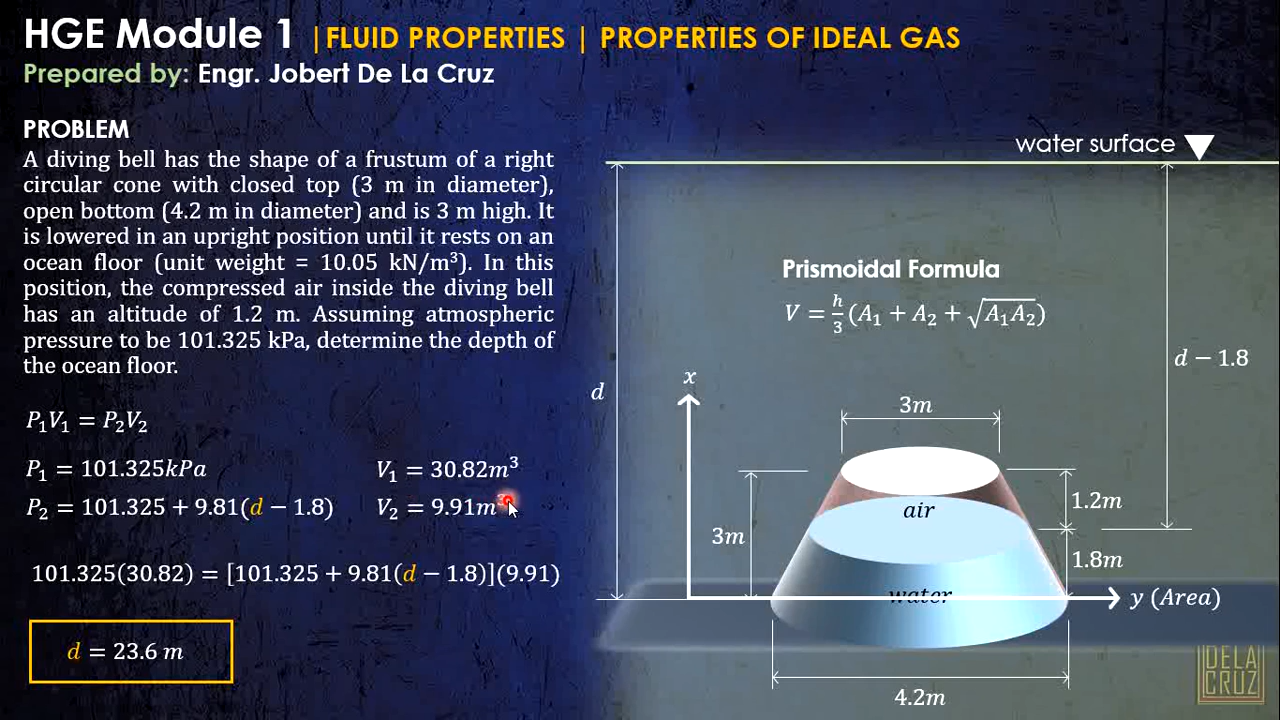 HGE Module 1 | FLUID PROPERTIES | PROPERTIES OF IDEAL GAS
Prepared by: Engr. Jobert De La Cruz
PROBLEM
A diving bell has the shape of a frustum of a right
circular cone with closed top (3 m in diameter),
open bottom (4.2 m in diameter) and is 3 m high. It
is lowered in an upright position until it rests on an
ocean floor (unit weight = 10.05 kN/m³). In this
position, the compressed air inside the diving bell
has an altitude of 1.2 m. Assuming atmospheric
pressure to be 101.325 kPa, determine the depth of
the ocean floor.
P₁V₁ = P₂V₂
P₁ = 101.325kPa
V₁ = 30.82m³
P₂ = 101.325 + 9.81(d − 1.8)
V₂ = 9.91m
101.325(30.82) = [101.325 + 9.81(d − 1.8)](9.91)
d = 23.6 m
water surface
Prismoidal Formula
V = h/3 (A₁ + A₂ + √A₁A₂)
d − 1.8
d
x
3m
air
1.2m
3m
1.8m
water
y (Area)
4.2m
DELA
CRUZ